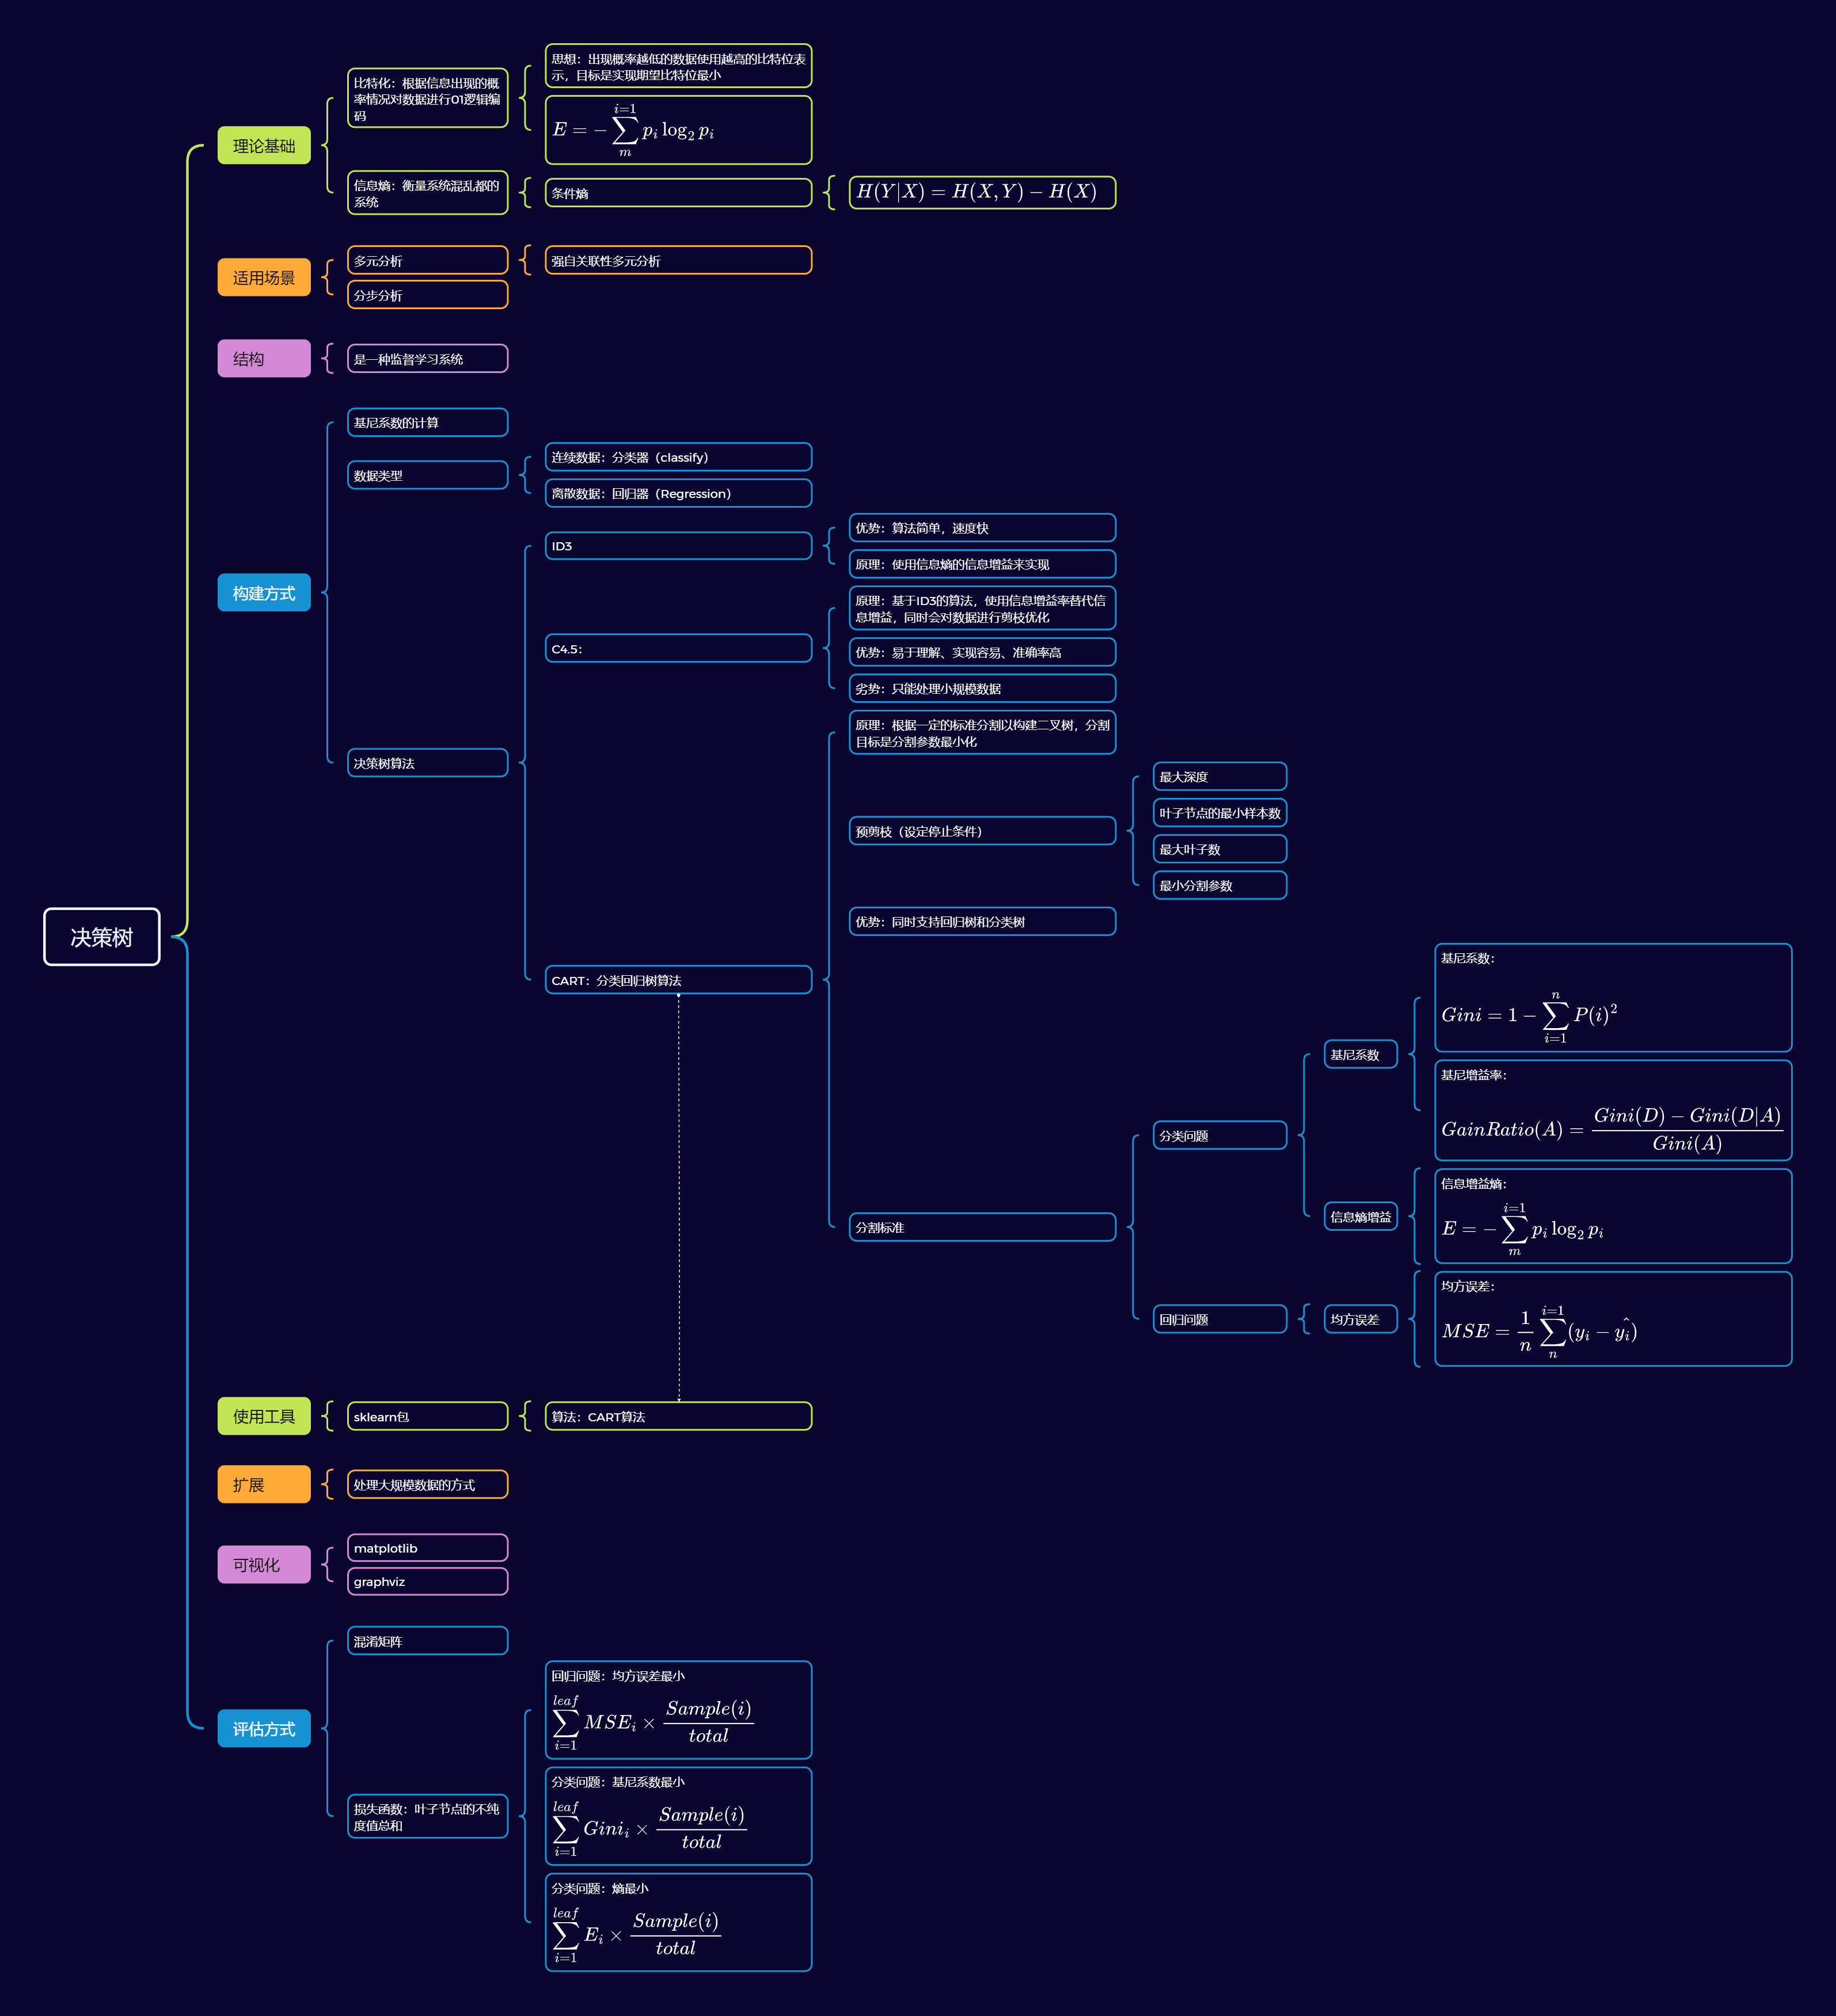 决策树
理论基础
比特化：根据信息出现的概
率情况对数据进行01逻辑编
码
思想：出现概率越低的数据使用越高的比特位表
示，目标是实现期望比特位最小
E = −∑_{m}^{i=1} p_i log_2 p_i
信息熵：衡量系统混乱都的
系统
条件熵
H(Y|X) = H(X, Y) − H(X)
适用场景
多元分析
强自关联性多元分析
分步分析
结构
是一种监督学习系统
构建方式
基尼系数的计算
数据类型
连续数据：分类器（classify）
离散数据：回归器（Regression）
决策树算法
ID3
优势：算法简单，速度快
原理：使用信息熵的信息增益来实现
C4.5：
原理：基于ID3的算法，使用信息增益率替代信
息增益，同时会对数据进行剪枝优化
优势：易于理解、实现容易、准确率高
劣势：只能处理小规模数据
CART：分类回归树算法
原理：根据一定的标准分割以构建二叉树，分割
目标是分割参数最小化
预剪枝（设定停止条件）
最大深度
叶子节点的最小样本数
最大叶子数
最小分割参数
优势：同时支持回归树和分类树
分割标准
分类问题
基尼系数
基尼系数：
Gini = 1 − ∑_{i=1}^{n} P(i)^2
基尼增益率：
GainRatio(A) = \frac{Gini(D) − Gini(D|A)}{Gini(A)}
信息熵增益
信息增益熵：
E = −∑_{m}^{i=1} p_i log_2 p_i
回归问题
均方误差
均方误差：
MSE = \frac{1}{n} ∑_{n}^{i=1} (y_i − \hat{y_i})
使用工具
sklearn包
算法：CART算法
扩展
处理大规模数据的方式
可视化
matplotlib
graphviz
评估方式
混淆矩阵
损失函数：叶子节点的不纯
度值总和
回归问题：均方误差最小
∑_{i=1}^{leaf} MSE_i × \frac{Sample(i)}{total}
分类问题：基尼系数最小
∑_{i=1}^{leaf} Gini_i × \frac{Sample(i)}{total}
分类问题：熵最小
∑_{i=1}^{leaf} E_i × \frac{Sample(i)}{total}